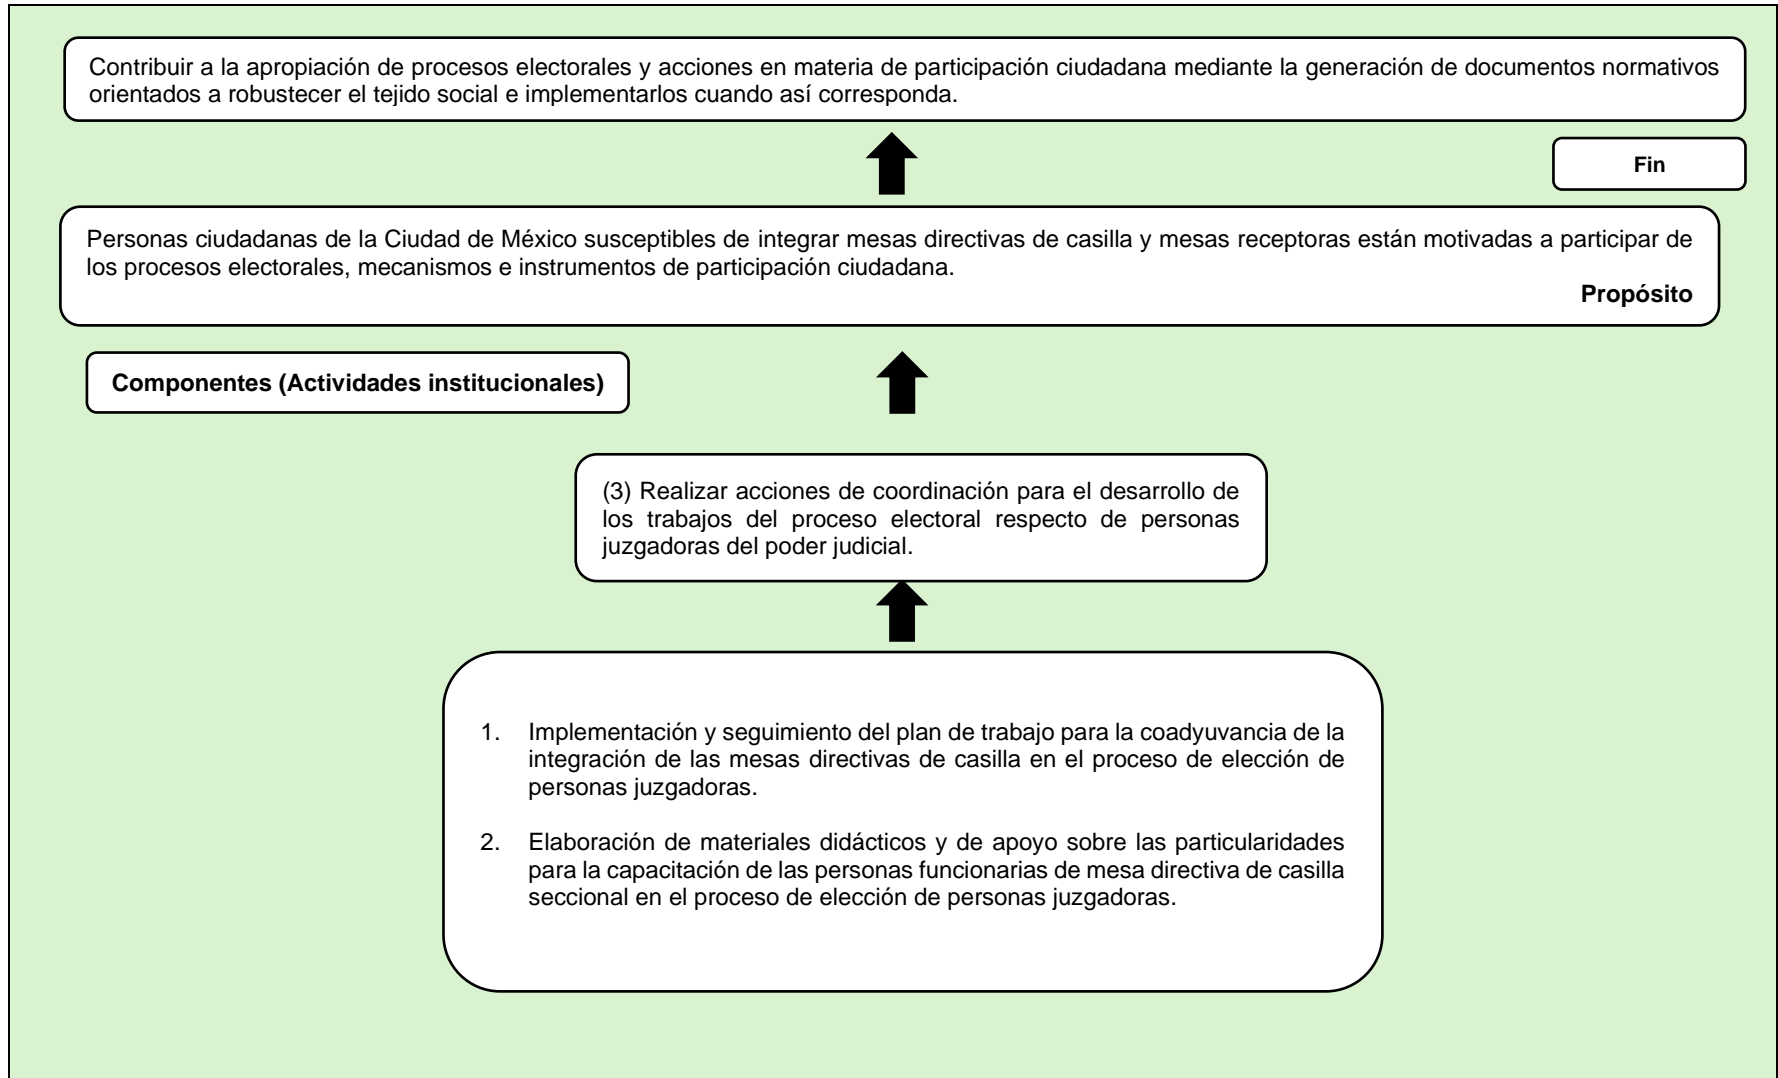 Contribuir a la apropiación de procesos electorales y acciones en materia de participación ciudadana mediante la generación de documentos normativos
orientados a robustecer el tejido social e implementarlos cuando así corresponda.
Fin
Personas ciudadanas de la Ciudad de México susceptibles de integrar mesas directivas de casilla y mesas receptoras están motivadas a participar de
los procesos electorales, mecanismos e instrumentos de participación ciudadana.
Propósito
Componentes (Actividades institucionales)
(3) Realizar acciones de coordinación para el desarrollo de
los trabajos del proceso electoral respecto de personas
juzgadoras del poder judicial.
1. Implementación y seguimiento del plan de trabajo para la coadyuvancia de la
integración de las mesas directivas de casilla en el proceso de elección de
personas juzgadoras.
2. Elaboración de materiales didácticos y de apoyo sobre las particularidades
para la capacitación de las personas funcionarias de mesa directiva de casilla
seccional en el proceso de elección de personas juzgadoras.